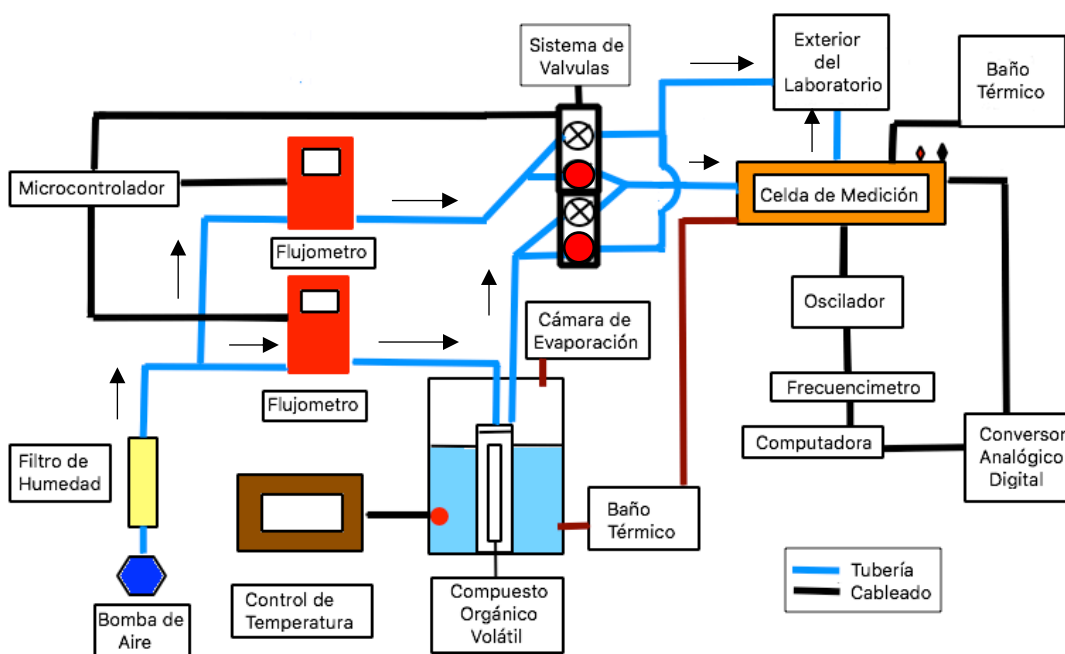 Sistema de
Valvulas
Exterior
del
Laboratorio
Baño
Térmico
Microcontrolador
Flujometro
Celda de Medición
Oscilador
Cámara de
Evaporación
Flujometro
Frecuencimetro
Computadora
Conversor
Analógico
Digital
Filtro de
Humedad
Baño
Térmico
Control de
Temperatura
Compuesto
Orgánico
Volátil
Bomba de
Aire
Tubería
Cableado